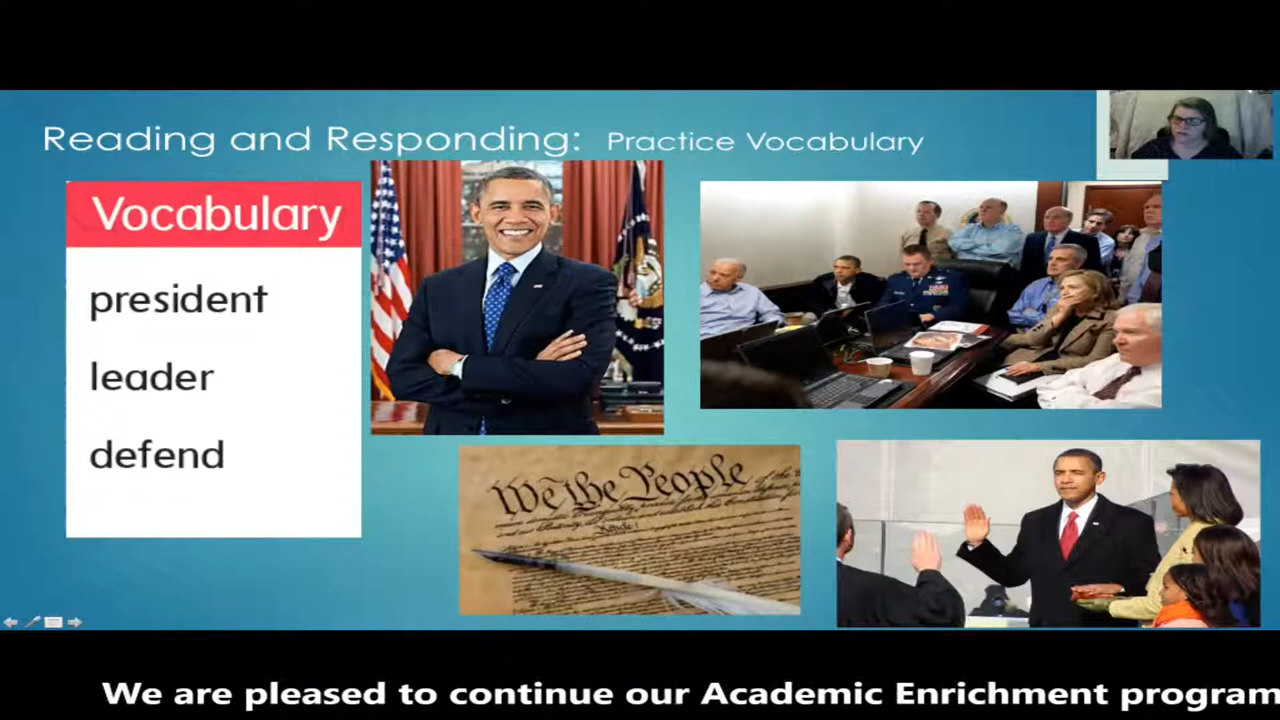 Reading and Responding: Practice Vocabulary
Vocabulary
president
leader
defend
We the People
Article I
We are pleased to continue our Academic Enrichment program